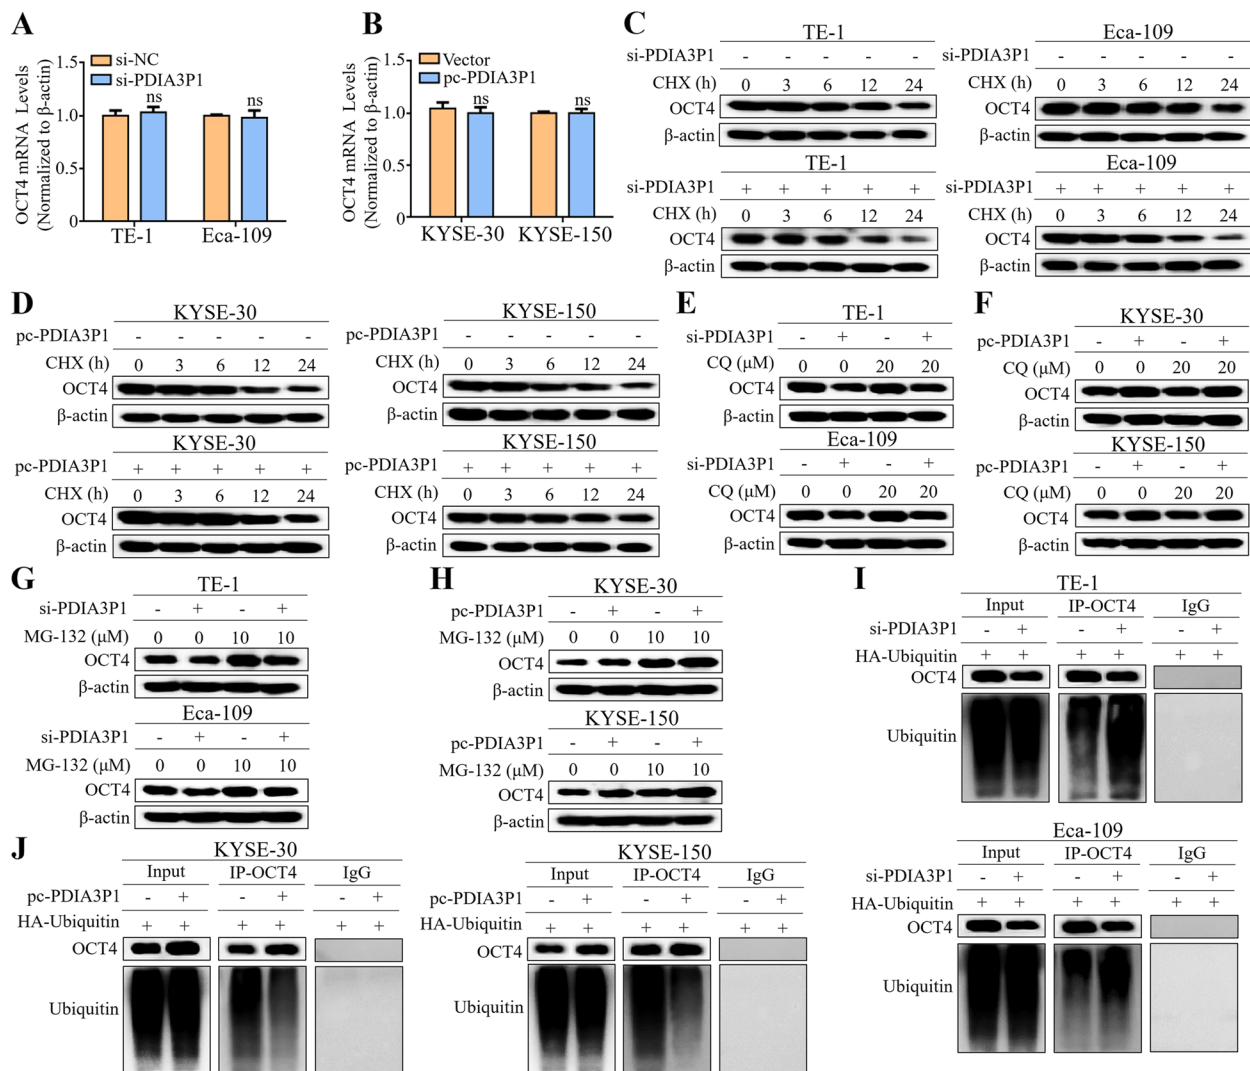 A
OCT4 mRNA Levels
(Normalized to β-actin)
1.5
1.0
0.5
0
si-NC
si-PDIA3P1
ns
ns
TE-1 Eca-109
B
OCT4 mRNA Levels
(Normalized to β-actin)
1.5
1.0
0.5
0
Vector
pc-PDIA3P1
ns
ns
KYSE-30 KYSE-150
C
TE-1
si-PDIA3P1 - - - - -
CHX (h) 0 3 6 12 24
OCT4
β-actin
Eca-109
si-PDIA3P1 - - - - -
CHX (h) 0 3 6 12 24
OCT4
β-actin
TE-1
si-PDIA3P1 + + + + +
CHX (h) 0 3 6 12 24
OCT4
β-actin
Eca-109
si-PDIA3P1 + + + + +
CHX (h) 0 3 6 12 24
OCT4
β-actin
D
KYSE-30
pc-PDIA3P1 - - - - -
CHX (h) 0 3 6 12 24
OCT4
β-actin
KYSE-150
pc-PDIA3P1 - - - - -
CHX (h) 0 3 6 12 24
OCT4
β-actin
KYSE-30
pc-PDIA3P1 + + + + +
CHX (h) 0 3 6 12 24
OCT4
β-actin
KYSE-150
pc-PDIA3P1 + + + + +
CHX (h) 0 3 6 12 24
OCT4
β-actin
E
TE-1
si-PDIA3P1 - + - +
CQ (μM) 0 0 20 20
OCT4
β-actin
Eca-109
si-PDIA3P1 - + - +
CQ (μM) 0 0 20 20
OCT4
β-actin
F
KYSE-30
pc-PDIA3P1 - + - +
CQ (μM) 0 0 20 20
OCT4
β-actin
KYSE-150
pc-PDIA3P1 - + - +
CQ (μM) 0 0 20 20
OCT4
β-actin
G
TE-1
si-PDIA3P1 - + - +
MG-132 (μM) 0 0 10 10
OCT4
β-actin
Eca-109
si-PDIA3P1 - + - +
MG-132 (μM) 0 0 10 10
OCT4
β-actin
H
KYSE-30
pc-PDIA3P1 - + - +
MG-132 (μM) 0 0 10 10
OCT4
β-actin
KYSE-150
pc-PDIA3P1 - + - +
MG-132 (μM) 0 0 10 10
OCT4
β-actin
I
TE-1
Input IP-OCT4 IgG
si-PDIA3P1 - + - + - +
HA-Ubiquitin + + + + + +
OCT4
Ubiquitin
Eca-109
Input IP-OCT4 IgG
si-PDIA3P1 - + - + - +
HA-Ubiquitin + + + + + +
OCT4
Ubiquitin
J
KYSE-30
Input IP-OCT4 IgG
pc-PDIA3P1 - + - + - +
HA-Ubiquitin + + + + + +
OCT4
Ubiquitin
KYSE-150
Input IP-OCT4 IgG
pc-PDIA3P1 - + - + - +
HA-Ubiquitin + + + + + +
OCT4
Ubiquitin